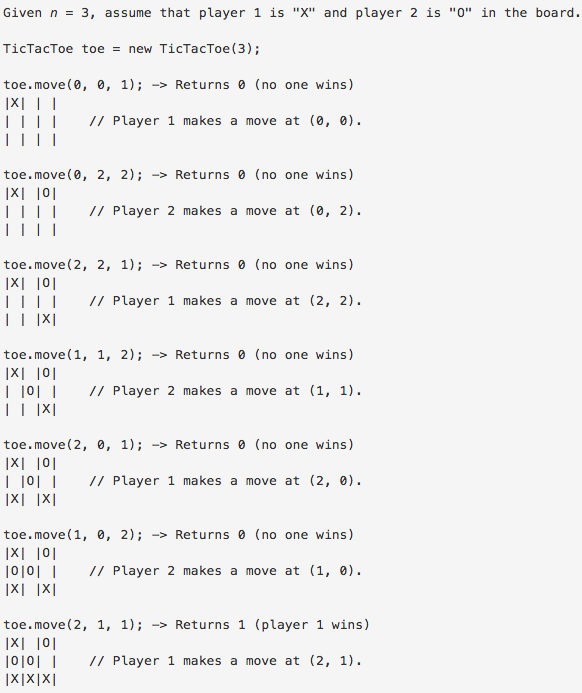 Given n = 3, assume that player 1 is "X" and player 2 is "O" in the board.
TicTacToe toe = new TicTacToe(3);
toe.move(0, 0, 1); -> Returns 0 (no one wins)
|X| | |
| | | |    // Player 1 makes a move at (0, 0).
| | | |
toe.move(0, 2, 2); -> Returns 0 (no one wins)
|X| |O|
| | | |    // Player 2 makes a move at (0, 2).
| | | |
toe.move(2, 2, 1); -> Returns 0 (no one wins)
|X| |O|
| | | |    // Player 1 makes a move at (2, 2).
| | |X|
toe.move(1, 1, 2); -> Returns 0 (no one wins)
|X| |O|
| |O| |    // Player 2 makes a move at (1, 1).
| | |X|
toe.move(2, 0, 1); -> Returns 0 (no one wins)
|X| |O|
| |O| |    // Player 1 makes a move at (2, 0).
|X| |X|
toe.move(1, 0, 2); -> Returns 0 (no one wins)
|X| |O|
|O|O| |    // Player 2 makes a move at (1, 0).
|X| |X|
toe.move(2, 1, 1); -> Returns 1 (player 1 wins)
|X| |O|
|O|O| |    // Player 1 makes a move at (2, 1).
|X|X|X|